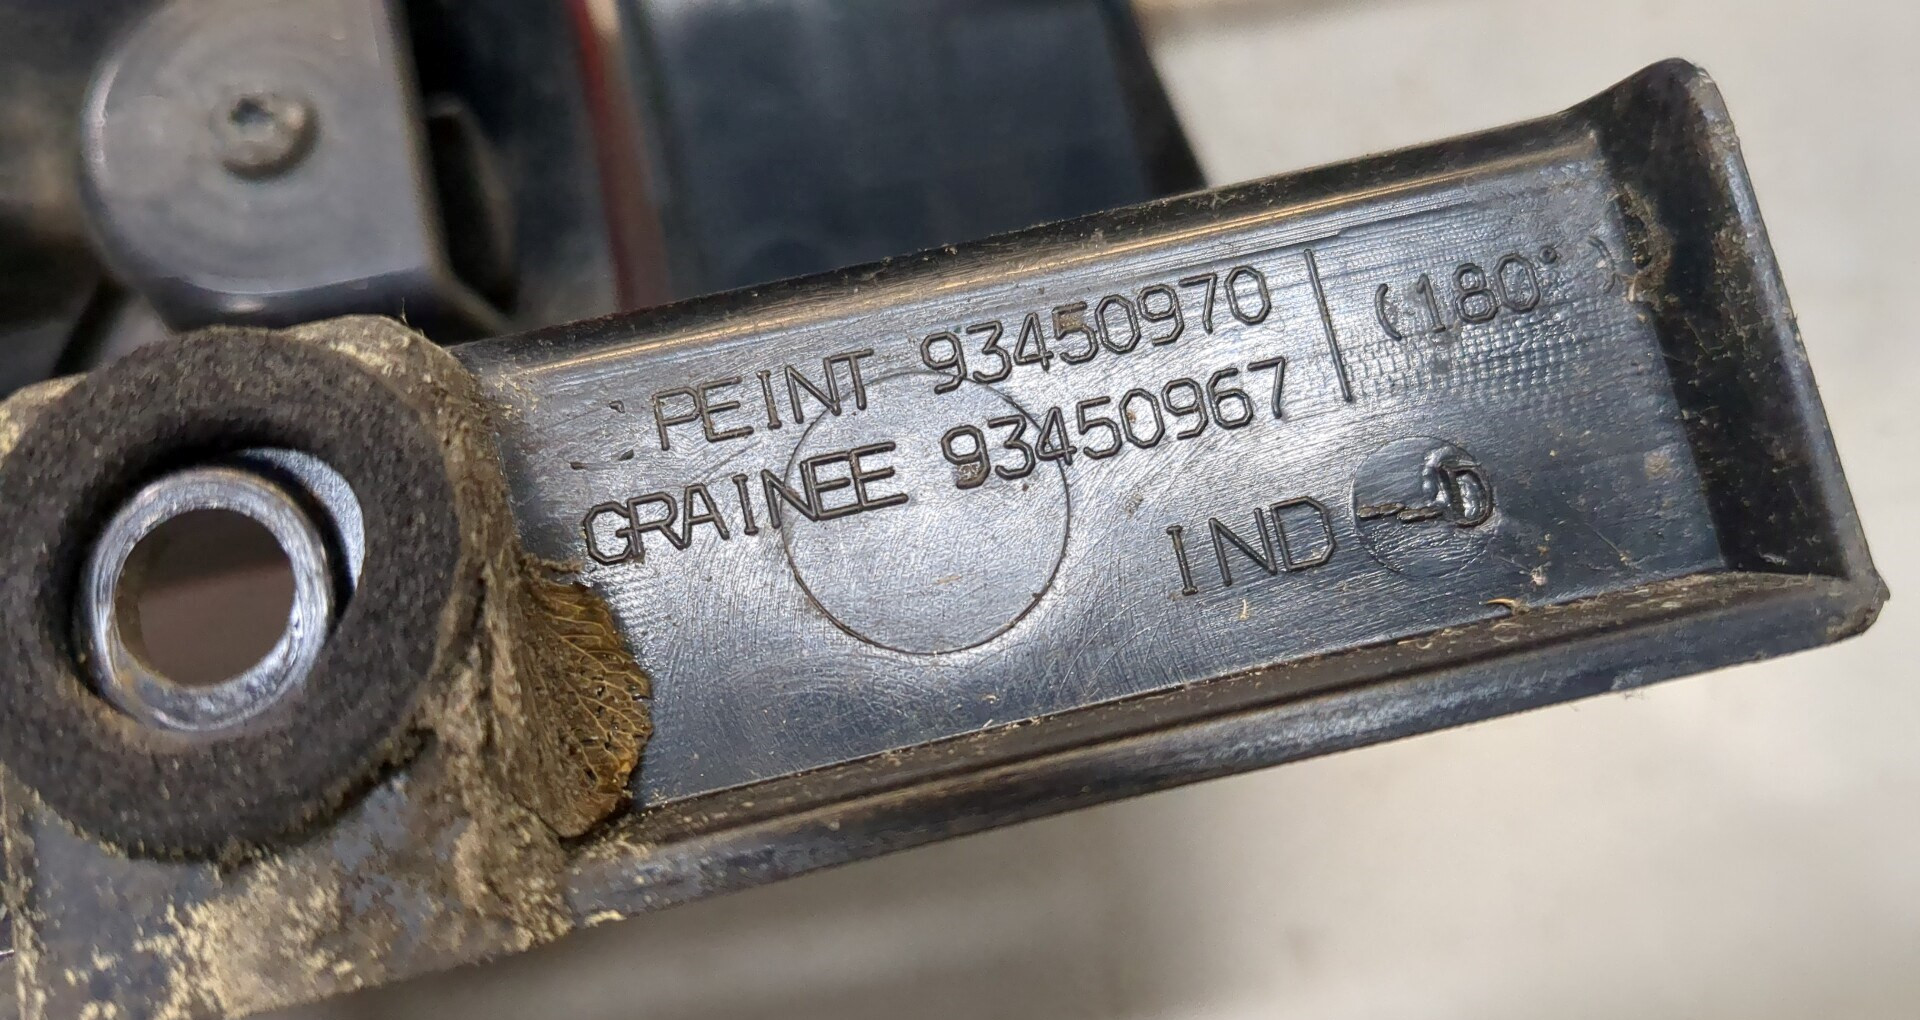 PEINT 93450970 | (180°)
GRAINEE 93450967
IND D